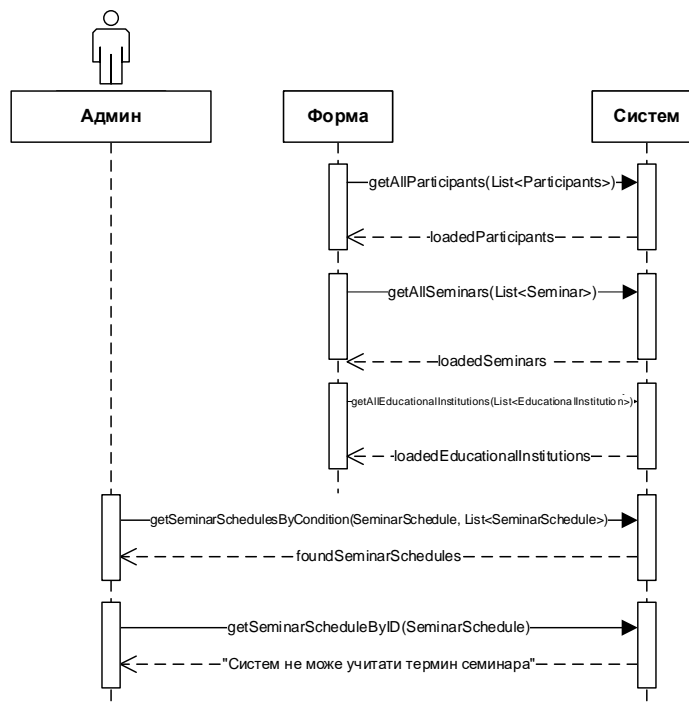 Админ
Форма
Систем
getAllParticipants(List<Participants>)
loadedParticipants
getAllSeminars(List<Seminar>)
loadedSeminars
getAllEducationalInstitutions(List<EducationalInstitution>)
loadedEducationalInstitutions
getSeminarSchedulesByCondition(SeminarSchedule, List<SeminarSchedule>)
foundSeminarSchedules
getSeminarScheduleByID(SeminarSchedule)
"Систем не може учитати термин семинара"